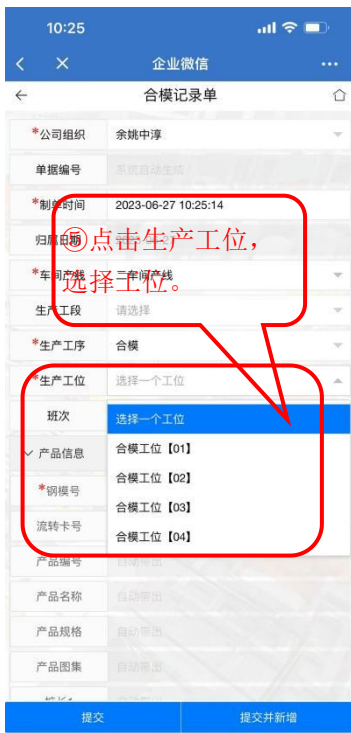 10:25
企业微信
合模记录单
*公司组织 余姚中淳
单据编号 系统自动生成
*制单时间 2023-06-27 10:25:14
归属日期
⑤点击生产工位，
选择工位。
*车间产线 二车间产线
生产工段 请选择
*生产工序 合模
*生产工位 选择一个工位
班次 选择一个工位
产品信息 合模工位【01】
*钢模号 合模工位【02】
合模工位【03】
流转卡号
合模工位【04】
产品编号 自动带出
产品名称 自动带出
产品规格 自动带出
产品图集 自动带出
提交 提交并新增